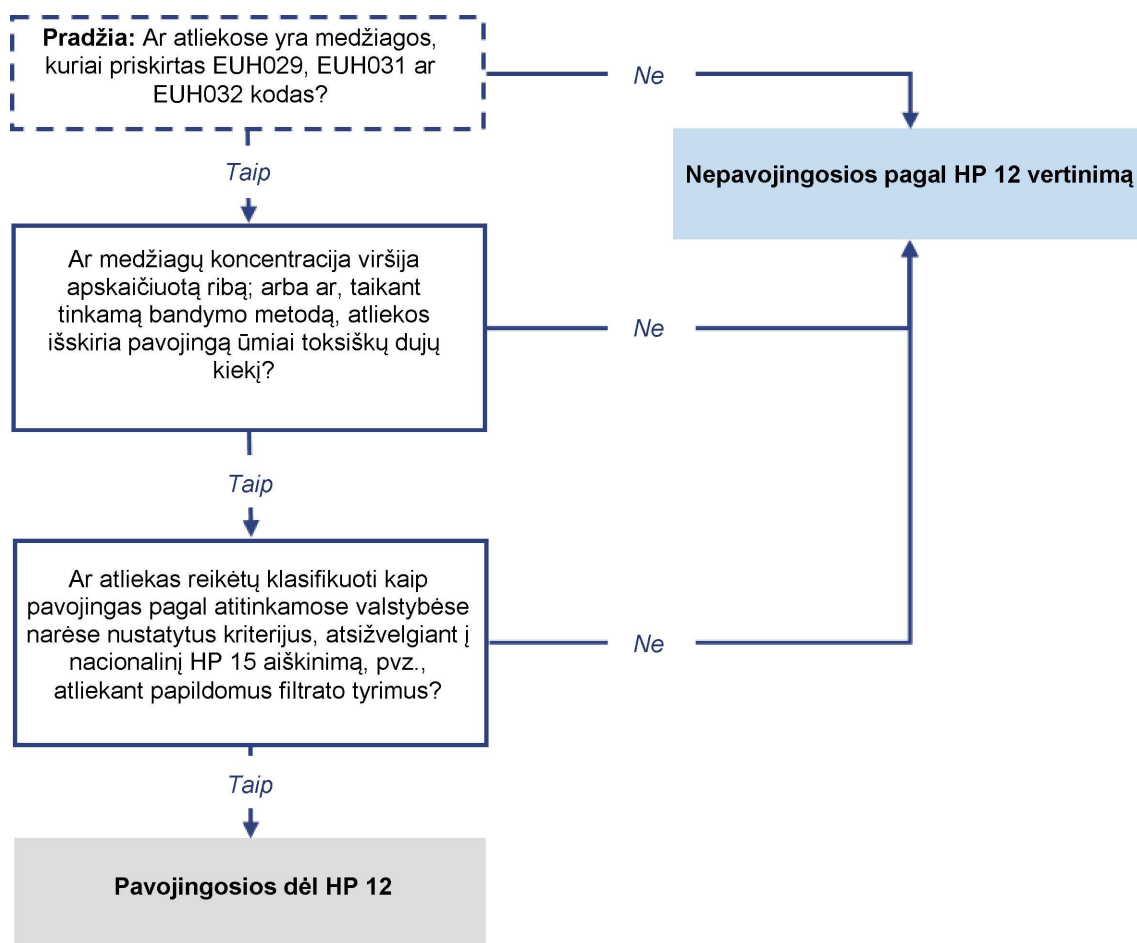 Pradžia: Ar atliekose yra medžiagos,
kuriai priskirtas EUH029, EUH031 ar
EUH032 kodas?
Ne
Taip
Nepavojingosios pagal HP 12 vertinimą
Ar medžiagų koncentracija viršija
apskaičiuotą ribą; arba ar, taikant
tinkamą bandymo metodą, atliekos
išskiria pavojingą ūmiai toksiškų dujų
kiekį?
Ne
Taip
Ar atliekas reikėtų klasifikuoti kaip
pavojingas pagal atitinkamose valstybėse
narėse nustatytus kriterijus, atsižvelgiant į
nacionalinį HP 15 aiškinimą, pvz.,
atliekant papildomus filtrato tyrimus?
Ne
Taip
Pavojingosios dėl HP 12